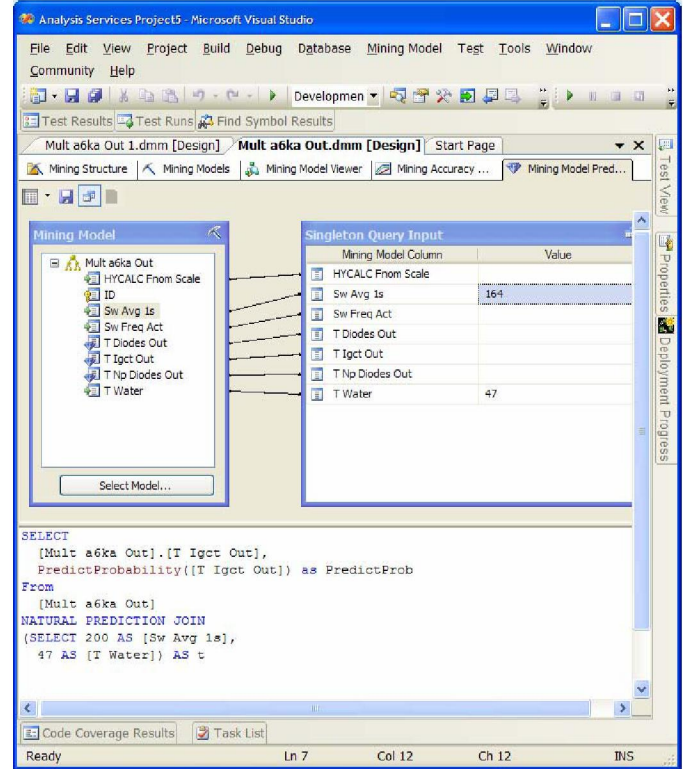 Analysis Services Project5 - Microsoft Visual Studio
File Edit View Project Build Debug Database Mining Model Test Tools Window
Community Help
Developmen
Test Results Test Runs Find Symbol Results
Mult a6ka Out 1.dmm [Design] Mult a6ka Out.dmm [Design] Start Page
Mining Structure Mining Models Mining Model Viewer Mining Accuracy ... Mining Model Pred...
Mining Model
Mult a6ka Out
HYCALC Fnom Scale
ID
Sw Avg 1s
Sw Freq Act
T Diodes Out
T Igct Out
T Np Diodes Out
T Water
Select Model...
Singleton Query Input
Mining Model Column Value
HYCALC Fnom Scale
Sw Avg 1s 164
Sw Freq Act
T Diodes Out
T Igct Out
T Np Diodes Out
T Water 47
Test View
Properties
Deployment Progress
SELECT
[Mult a6ka Out].[T Igct Out],
PredictProbability([T Igct Out]) as PredictProb
From
[Mult a6ka Out]
NATURAL PREDICTION JOIN
(SELECT 200 AS [Sw Avg 1s],
47 AS [T Water]) AS t
Code Coverage Results Task List
Ready Ln 7 Col 12 Ch 12 INS